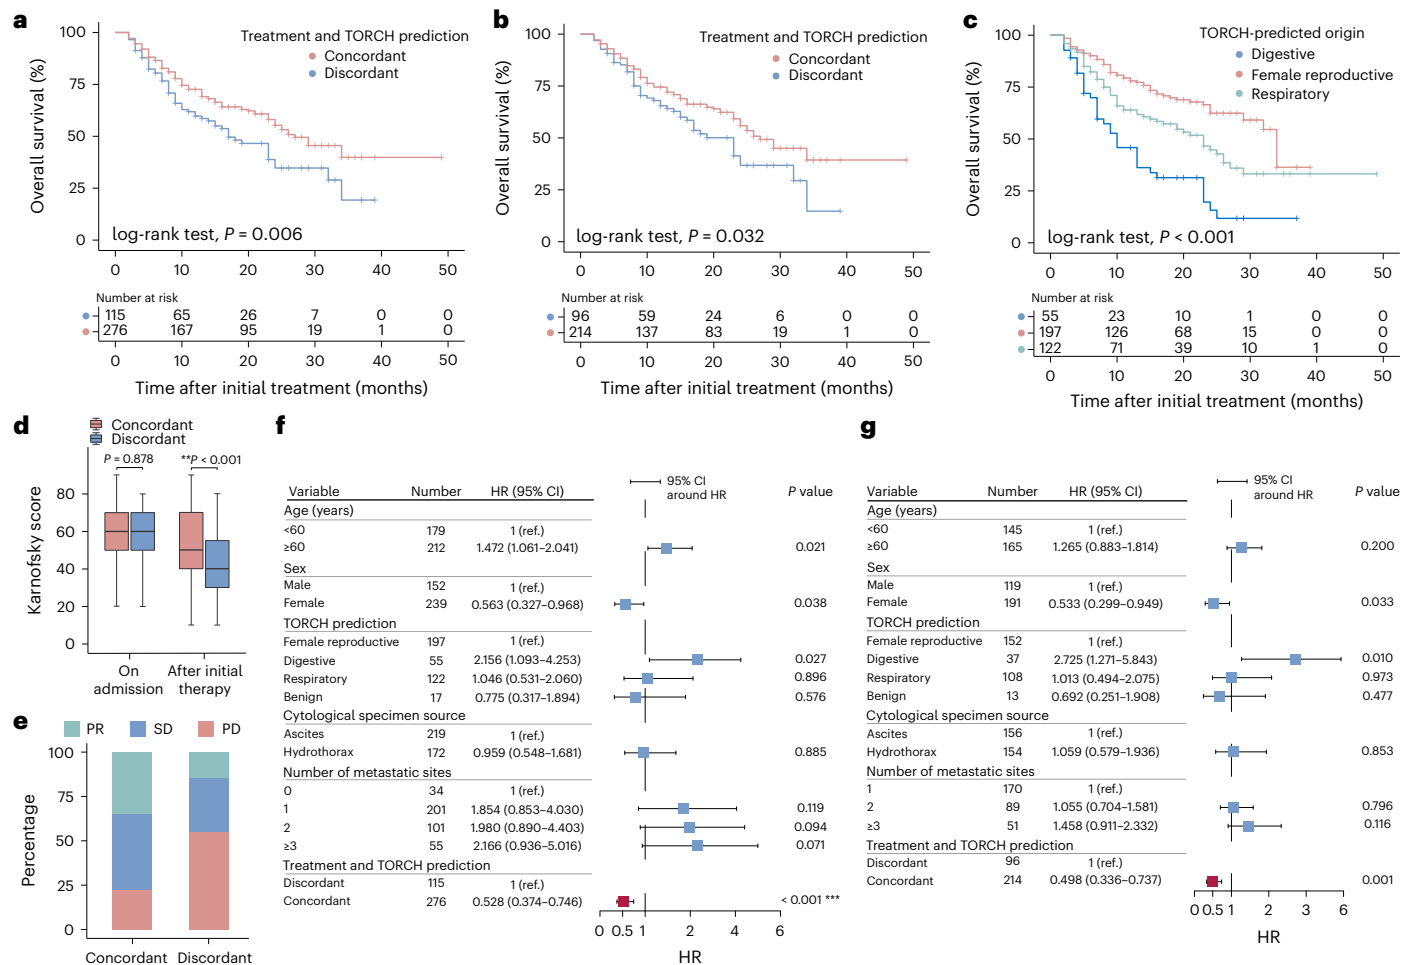 a
Treatment and TORCH prediction
Concordant
Discordant
Overall survival (%)
100
75
50
25
0
log-rank test, P = 0.006
0 10 20 30 40 50
Number at risk
115 65 26 7 0 0
276 167 95 19 1 0
0 10 20 30 40 50
Time after initial treatment (months)
b
Treatment and TORCH prediction
Concordant
Discordant
Overall survival (%)
100
75
50
25
0
log-rank test, P = 0.032
0 10 20 30 40 50
Number at risk
96 59 24 6 0 0
214 137 83 19 1 0
0 10 20 30 40 50
Time after initial treatment (months)
c
TORCH-predicted origin
Digestive
Female reproductive
Respiratory
Overall survival (%)
100
75
50
25
0
log-rank test, P < 0.001
0 10 20 30 40 50
Number at risk
55 23 10 1 0 0
197 126 68 15 0 0
122 71 39 10 1 0
0 10 20 30 40 50
Time after initial treatment (months)
d
Concordant
Discordant
P = 0.878
**P < 0.001
Karnofsky score
80
60
40
20
0
On admission
After initial therapy
e
PR SD PD
Percentage
100
75
50
25
0
Concordant Discordant
f
95% CI
around HR
Variable Number HR (95% CI) P value
Age (years)
<60 179 1 (ref.)
≥60 212 1.472 (1.061–2.041) 0.021
Sex
Male 152 1 (ref.)
Female 239 0.563 (0.327–0.968) 0.038
TORCH prediction
Female reproductive 197 1 (ref.)
Digestive 55 2.156 (1.093–4.253) 0.027
Respiratory 122 1.046 (0.531–2.060) 0.896
Benign 17 0.775 (0.317–1.894) 0.576
Cytological specimen source
Ascites 219 1 (ref.)
Hydrothorax 172 0.959 (0.548–1.681) 0.885
Number of metastatic sites
0 34 1 (ref.)
1 201 1.854 (0.853–4.030) 0.119
2 101 1.980 (0.890–4.403) 0.094
≥3 55 2.166 (0.936–5.016) 0.071
Treatment and TORCH prediction
Discordant 115 1 (ref.)
Concordant 276 0.528 (0.374–0.746) < 0.001 ***
0 0.5 1 2 4 6
HR
g
95% CI
around HR
Variable Number HR (95% CI) P value
Age (years)
<60 145 1 (ref.)
≥60 165 1.265 (0.883–1.814) 0.200
Sex
Male 119 1 (ref.)
Female 191 0.533 (0.299–0.949) 0.033
TORCH prediction
Female reproductive 152 1 (ref.)
Digestive 37 2.725 (1.271–5.843) 0.010
Respiratory 108 1.013 (0.494–2.075) 0.973
Benign 13 0.692 (0.251–1.908) 0.477
Cytological specimen source
Ascites 156 1 (ref.)
Hydrothorax 154 1.059 (0.579–1.936) 0.853
Number of metastatic sites
1 170 1 (ref.)
2 89 1.055 (0.704–1.581) 0.796
≥3 51 1.458 (0.911–2.332) 0.116
Treatment and TORCH prediction
Discordant 96 1 (ref.)
Concordant 214 0.498 (0.336–0.737) 0.001
0 0.5 1 2 3 6
HR